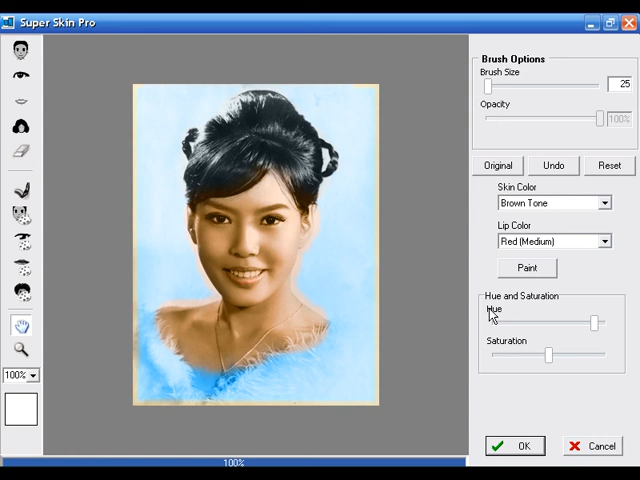 Super Skin Pro
Brush Options
Brush Size
25
Opacity
100%
Original
Undo
Reset
Skin Color
Brown Tone
Lip Color
Red (Medium)
Paint
Hue and Saturation
Hue
Saturation
100%
OK
Cancel
100%